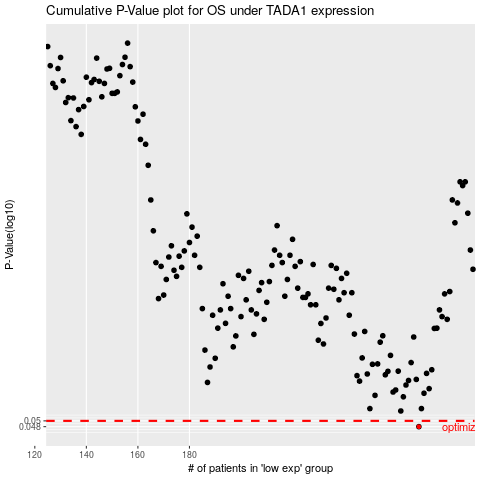 Cumulative P-Value plot for OS under TADA1 expression
P-Value(log10)
0.05
0.048
optimiz
120 140 160 180
# of patients in 'low exp' group